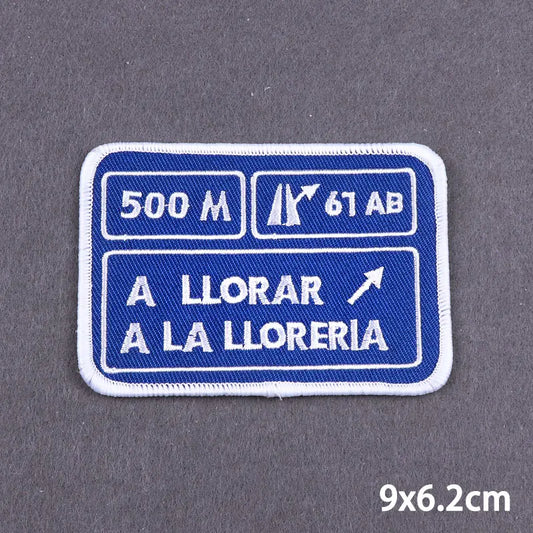 500 M
61 AB
A LLORAR
A LA LLORERIA
9x6.2cm